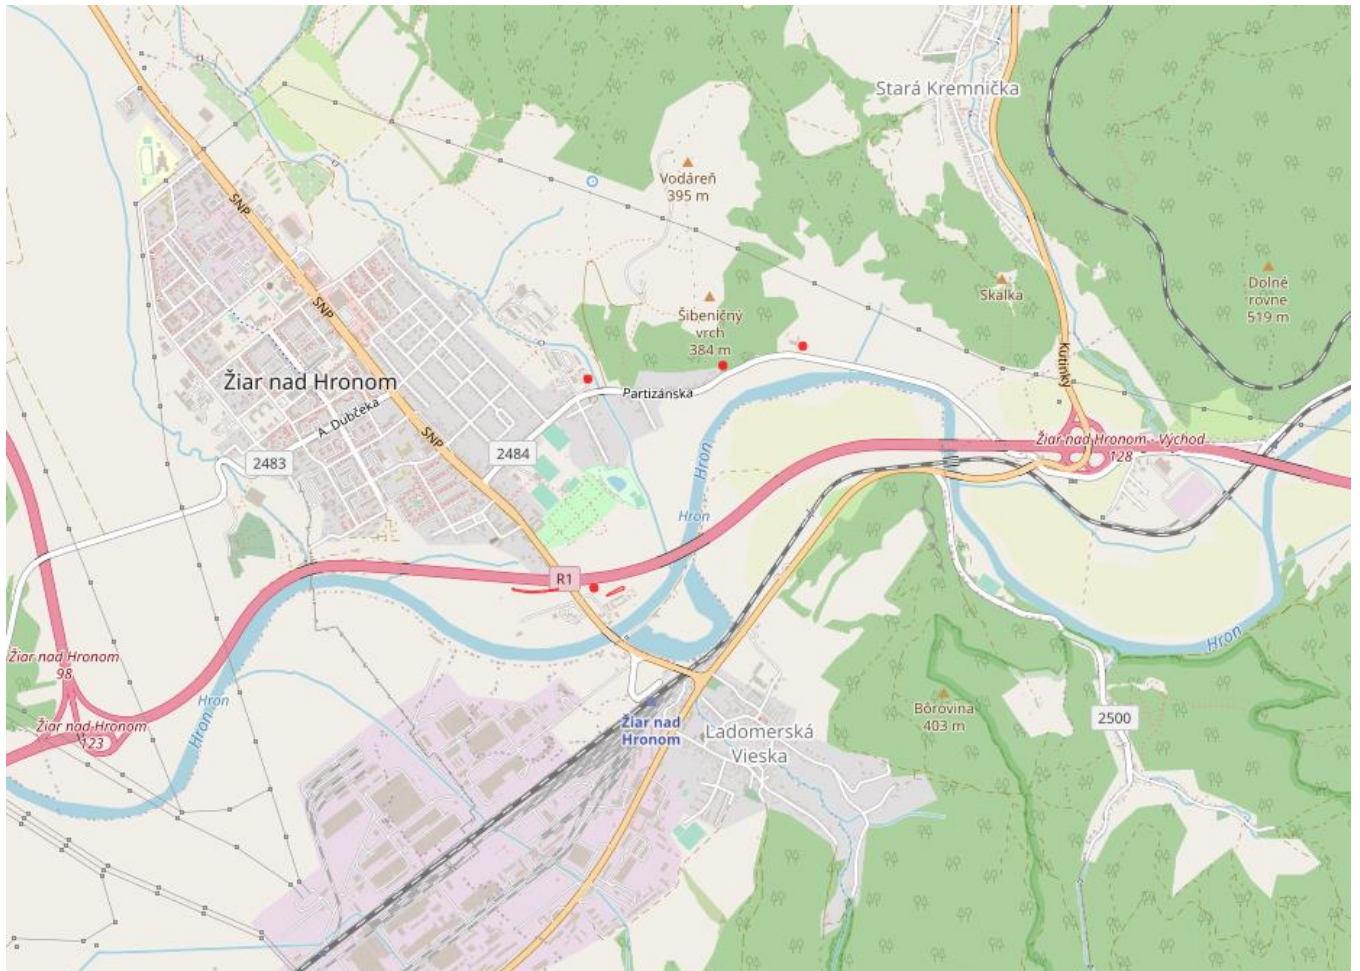 Stará Kremnička
Vodáreň
395 m
SNP
Dolné
rovne
519 m
Skalka
SNP
Šibeničný
vrch
384 m
Kutinky
Žiar nad Hronom
Partizánska
A. Dubčeka
SNP
Žiar nad Hronom - Východ
128
2484
2483
Hron
Hron
R1
Hron
Žiar nad Hronom
98
Hron
Bôrovina
403 m
2500
Žiar nad Hronom
123
Hron
Žiar nad
Hronom
Ladomerská
Vieska